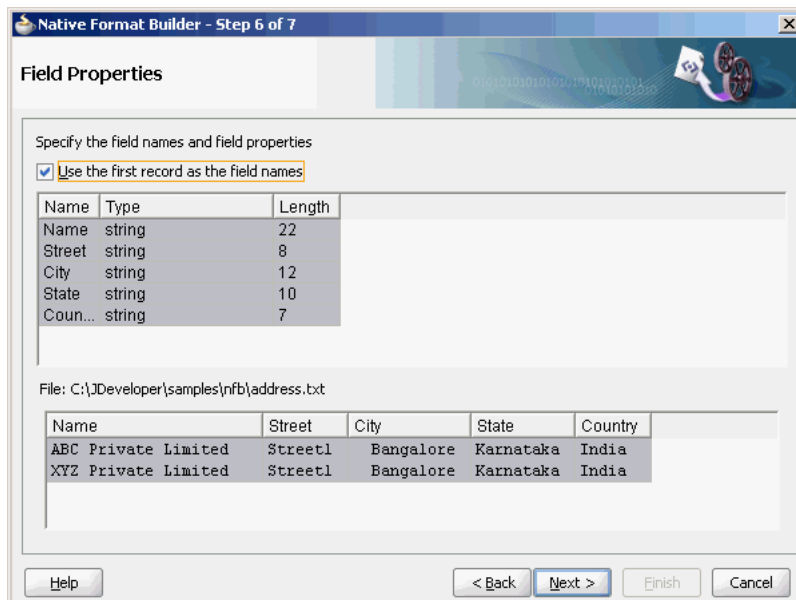 Native Format Builder - Step 6 of 7
Field Properties
Specify the field names and field properties
Use the first record as the field names
Name Type Length
Name string 22
Street string 8
City string 12
State string 10
Coun... string 7
File: C:\JDeveloper\samples\nfb\address.txt
Name Street City State Country
ABC Private Limited Street1 Bangalore Karnataka India
XYZ Private Limited Street1 Bangalore Karnataka India
Help < Back Next > Finish Cancel